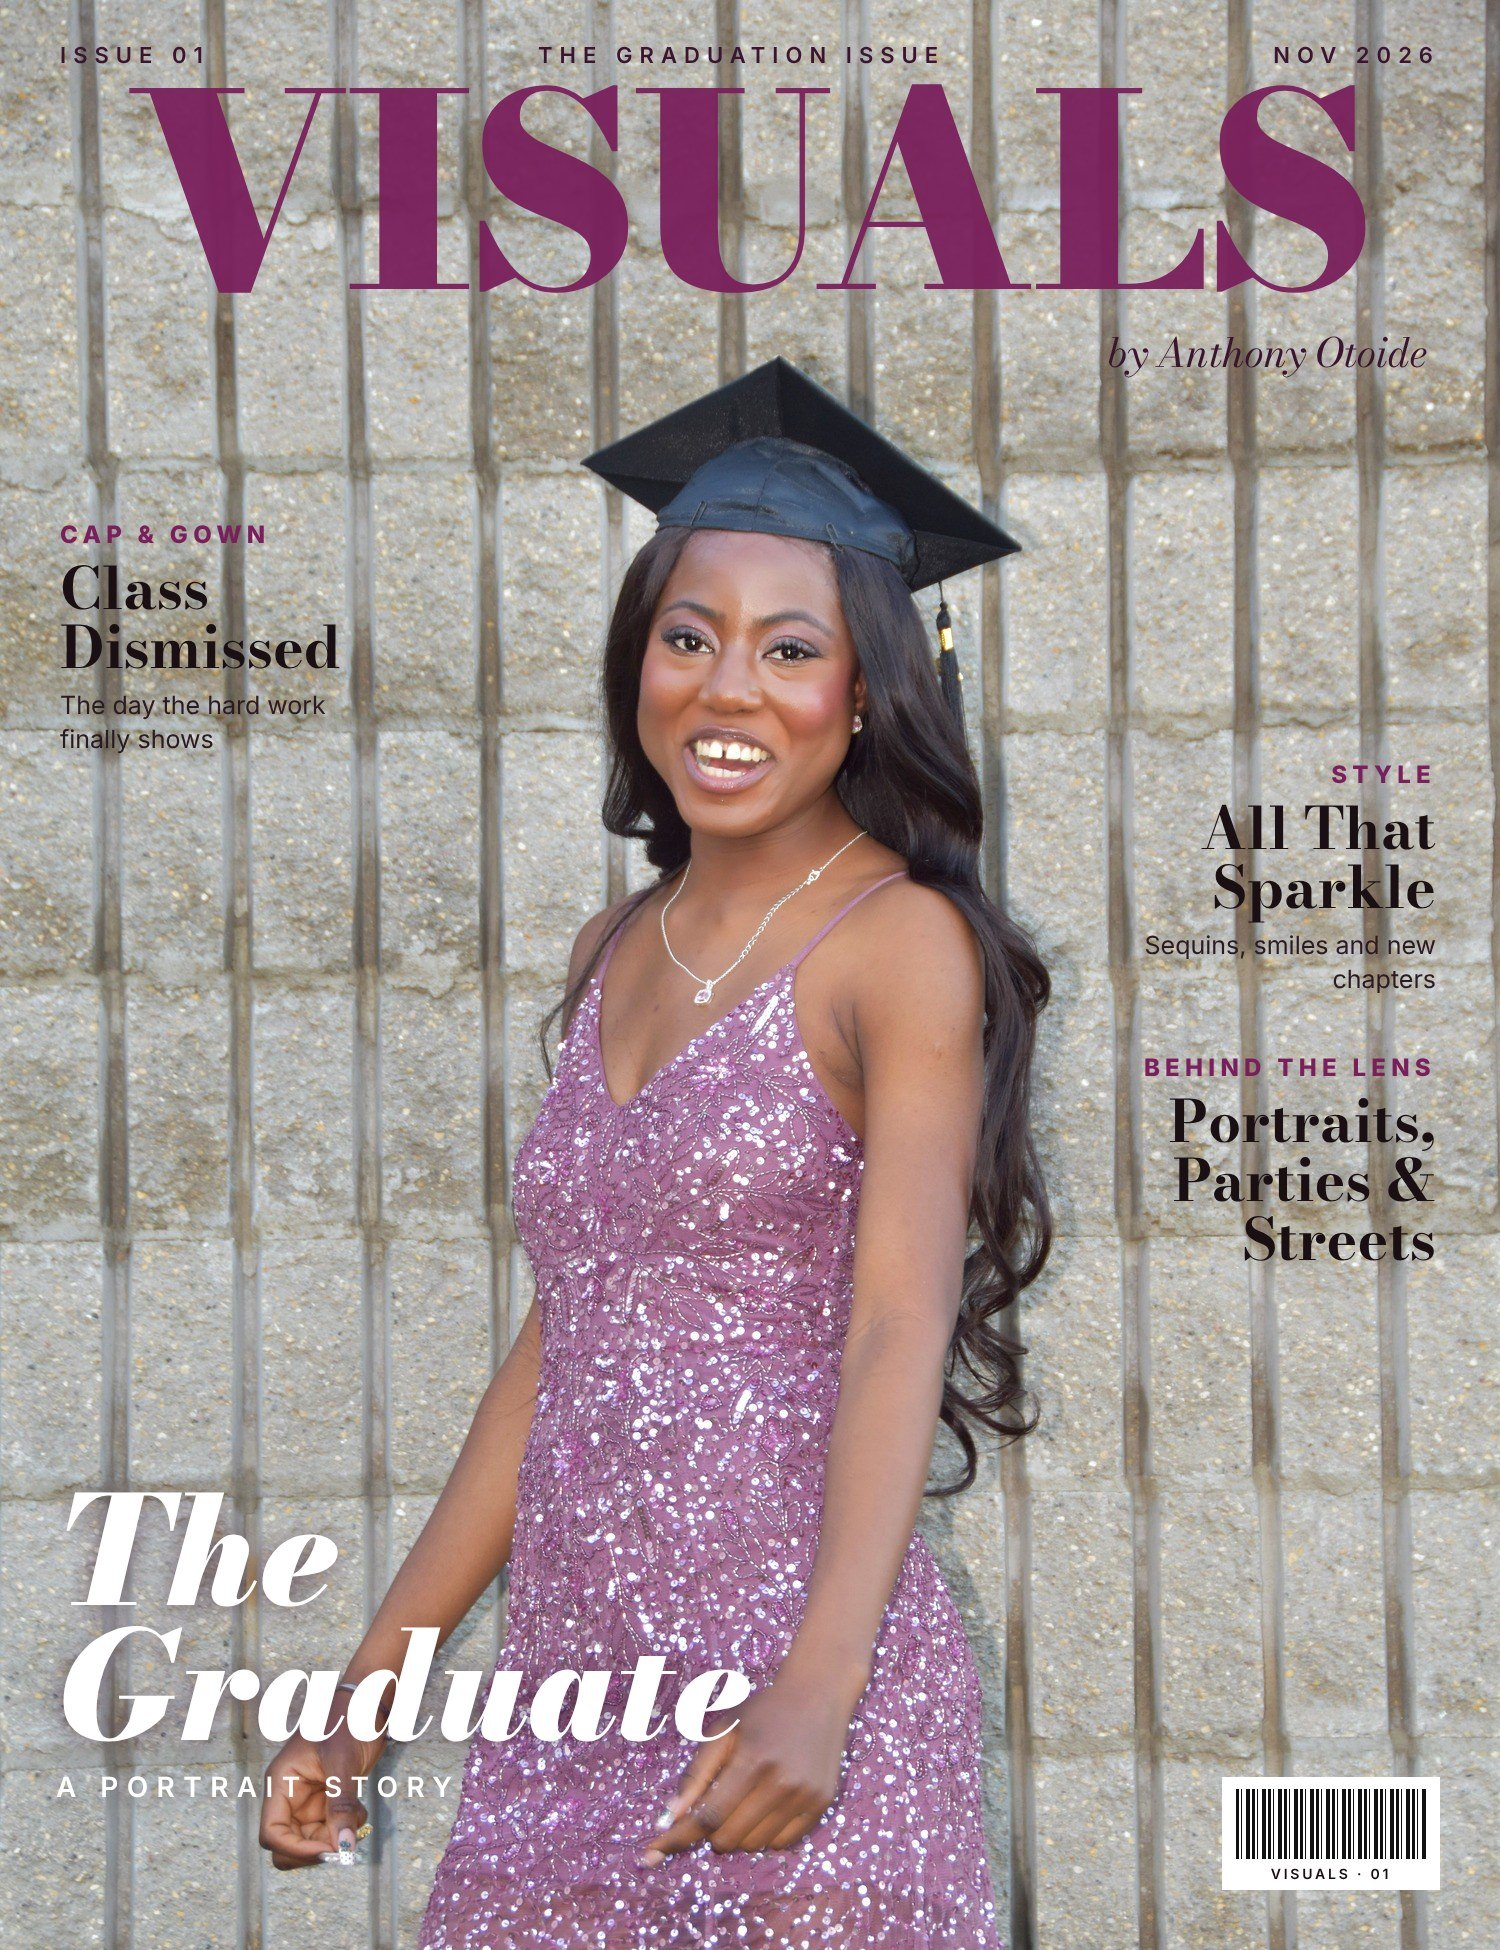 ISSUE 01
THE GRADUATION ISSUE
NOV 2026
VISUALS
by Anthony Otoide
CAP & GOWN
Class
Dismissed
The day the hard work
finally shows
STYLE
All That
Sparkle
Sequins, smiles and new
chapters
BEHIND THE LENS
Portraits,
Parties &
Streets
The
Graduate
A PORTRAIT STORY
VISUALS · 01